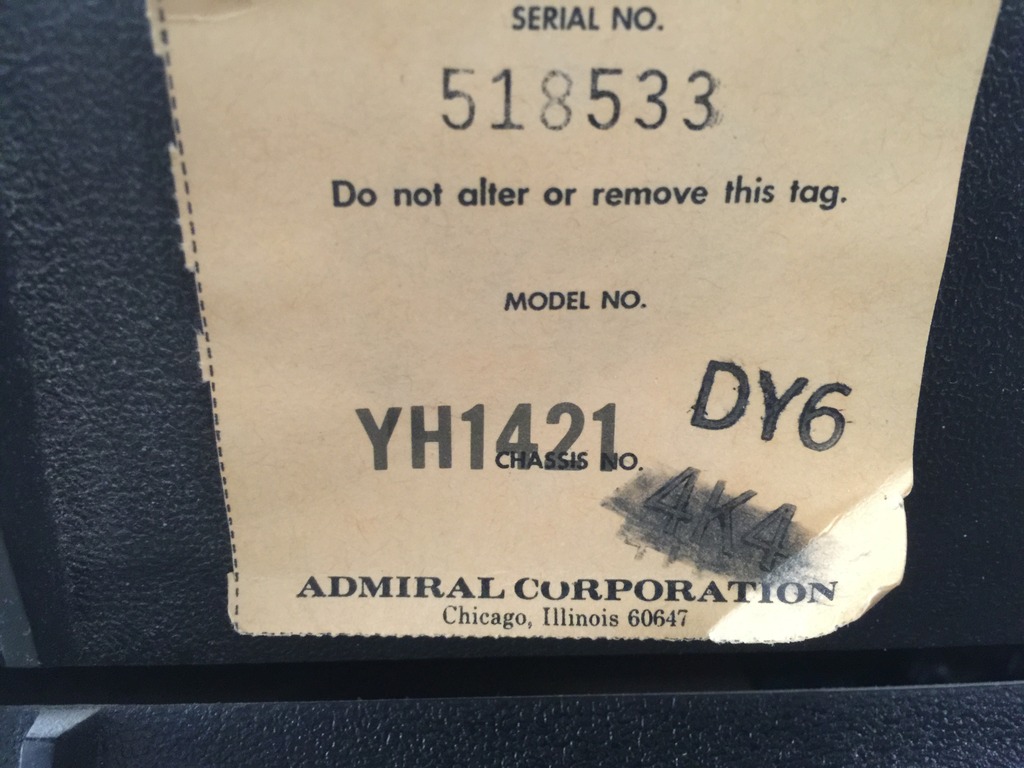 SERIAL NO.
518533
Do not alter or remove this tag.
MODEL NO.
DY6
YH1421
CHASSIS NO.
4K4
ADMIRAL CORPORATION
Chicago, Illinois 60647